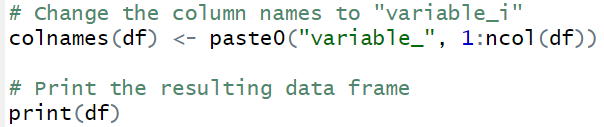 # Change the column names to "variable_i"
colnames(df) <- paste0("variable_", 1:ncol(df))
# Print the resulting data frame
print(df)